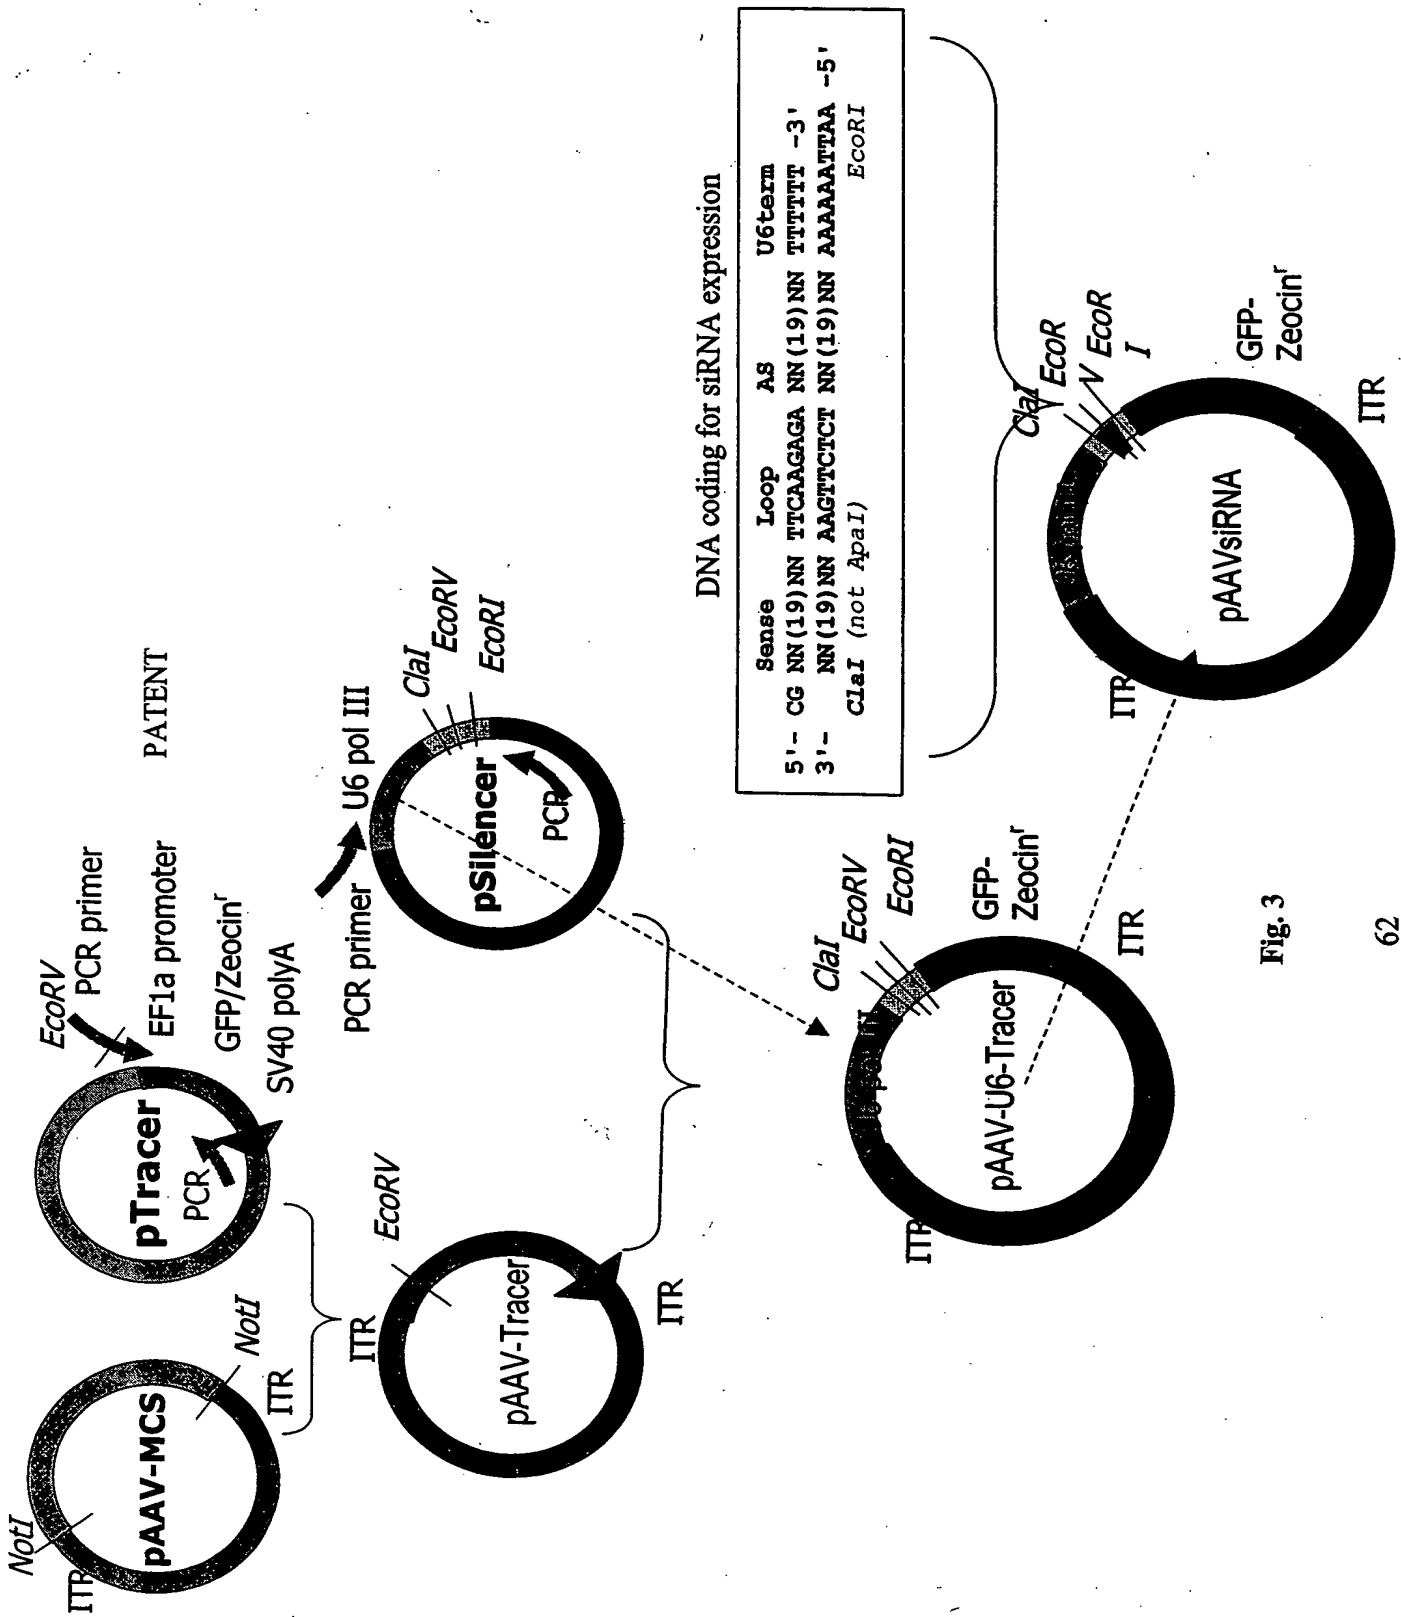 PATENT
NotI
ITR
pAAV-MCS
NotI
ITR
EcoRV
PCR primer
EF1a promoter
GFP/Zeocinʳ
SV40 polyA
pTracer
PCR
ITR
EcoRV
pAAV-Tracer
ITR
PCR primer
U6 pol III
ClaI
EcoRV
EcoRI
pSilencer
PCR
ITR
ClaI
EcoRV
EcoRI
pAAV-U6-Tracer
GFP-
Zeocinʳ
ITR
DNA coding for siRNA expression
Sense Loop AS U6term
5'- CG NN(19)NN TTCAAGAGA NN(19)NN TTTTTT -3'
3'- NN(19)NN AAGTTCTCT NN(19)NN AAAAAATTAA -5'
ClaI (not ApaI) EcoRI
ITR
ClaI
EcoR
V EcoR
I
pAAVsiRNA
GFP-
Zeocinʳ
ITR
Fig. 3
62